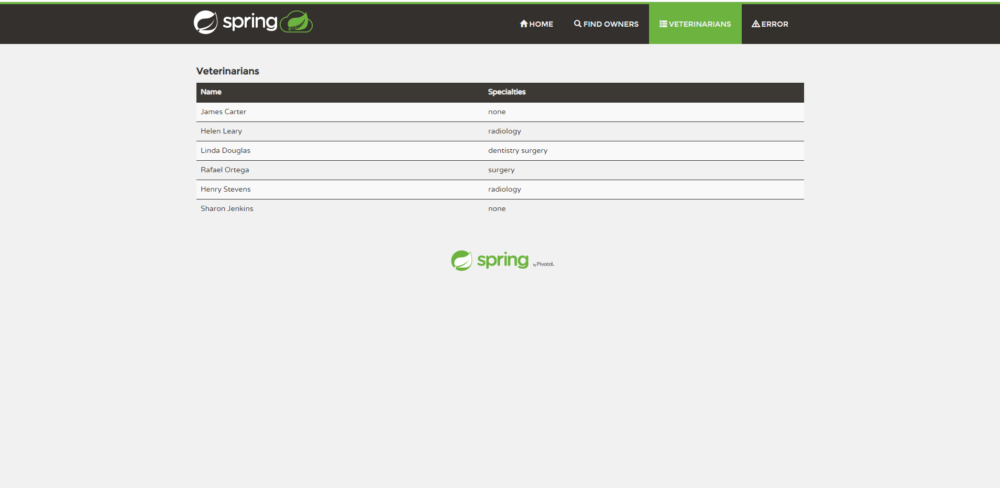 spring
HOME FIND OWNERS VETERINARIANS ERROR
Veterinarians
Name Specialties
James Carter none
Helen Leary radiology
Linda Douglas dentistry surgery
Rafael Ortega surgery
Henry Stevens radiology
Sharon Jenkins none
spring by Pivotal.